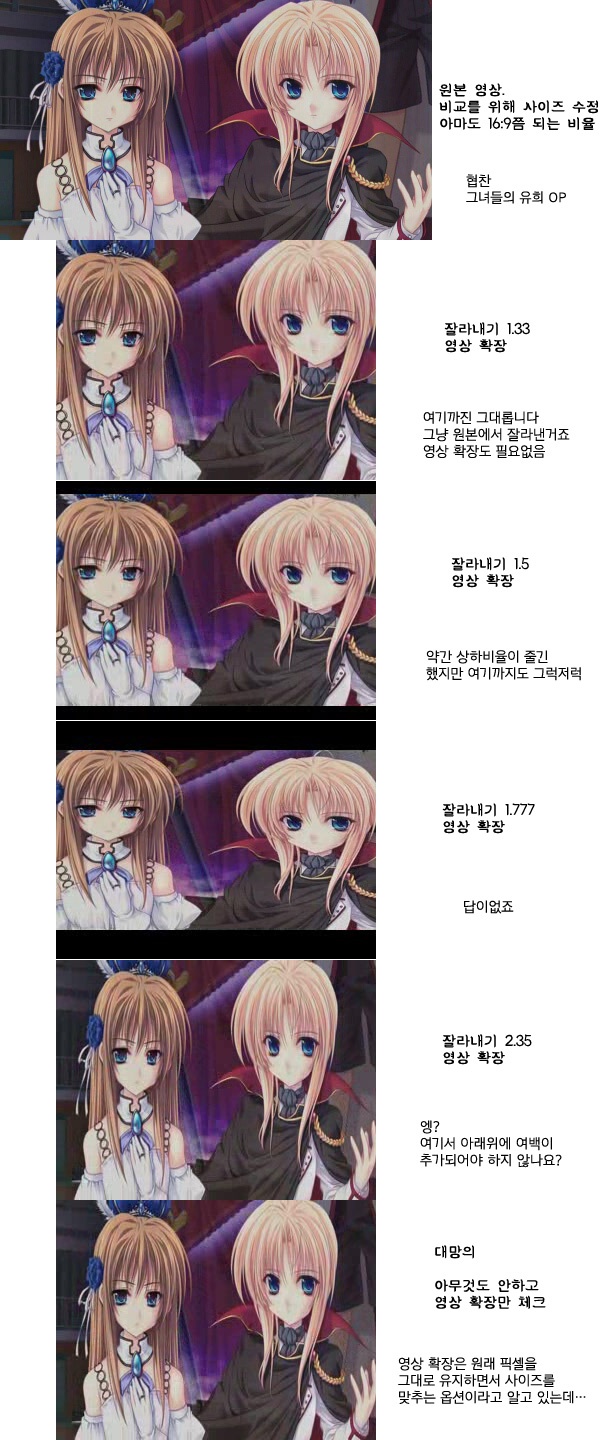 원본 영상.
비교를 위해 사이즈 수정
아마도 16:9쯤 되는 비율
협찬
그녀들의 유희 OP
잘라내기 1.33
영상 확장
여기까진 그대롭니다
그냥 원본에서 잘라낸거죠
영상 확장도 필요없음
잘라내기 1.5
영상 확장
약간 상하비율이 줄긴
했지만 여기까지도 그럭저럭
잘라내기 1.777
영상 확장
답이없죠
잘라내기 2.35
영상 확장
엥?
여기서 아래위에 여백이
추가되어야 하지 않나요?
대망의
아무것도 안하고
영상 확장만 체크
영상 확장은 원래 픽셀을
그대로 유지하면서 사이즈를
맞추는 옵션이라고 알고 있는데…